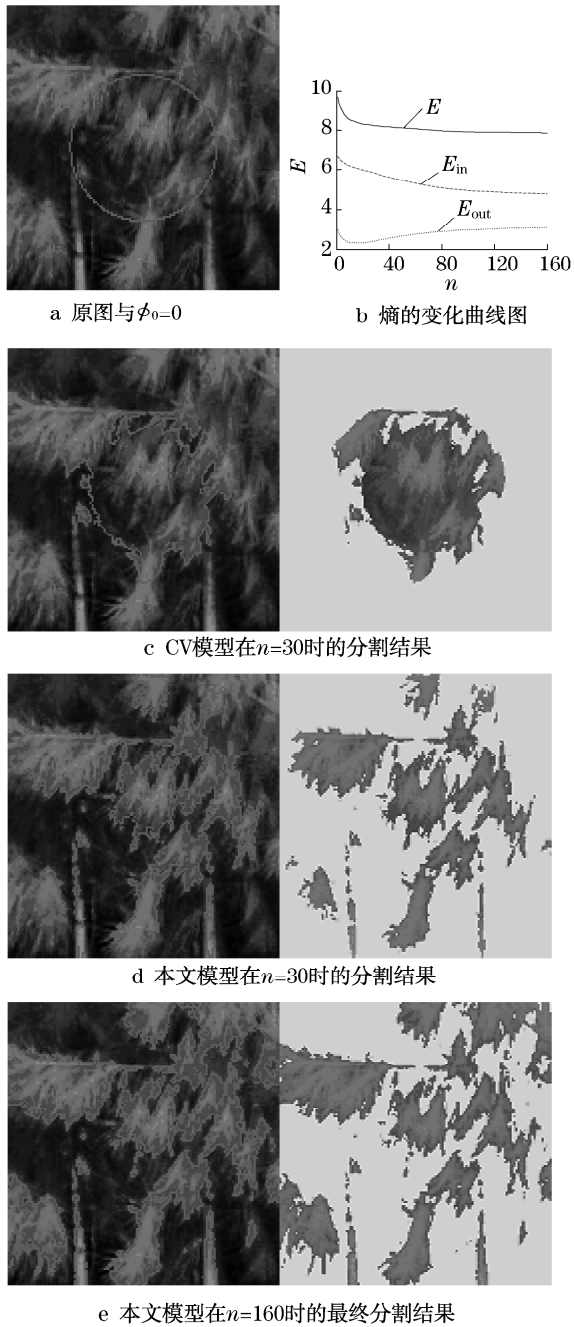 10
8
6
4
2
E
E
E_in
E_out
0
40
80
120
160
n
a 原图与ϕ₀=0
b 熵的变化曲线图
c CV模型在n=30时的分割结果
d 本文模型在n=30时的分割结果
e 本文模型在n=160时的最终分割结果